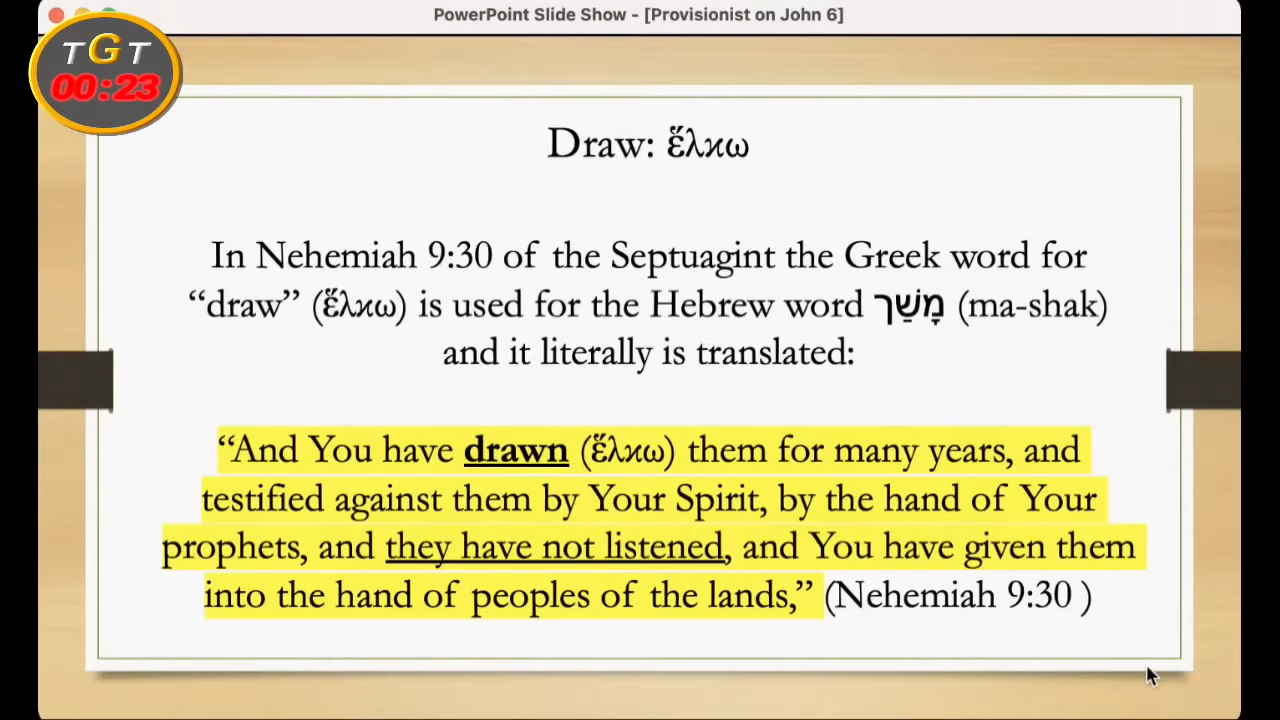 PowerPoint Slide Show - [Provisionist on John 6]
TGT
00:23
Draw: ἕλκω
In Nehemiah 9:30 of the Septuagint the Greek word for
“draw” (ἕλκω) is used for the Hebrew word מָשַׁך (ma-shak)
and it literally is translated:
“And You have drawn (ἕλκω) them for many years, and
testified against them by Your Spirit, by the hand of Your
prophets, and they have not listened, and You have given them
into the hand of peoples of the lands,” (Nehemiah 9:30 )